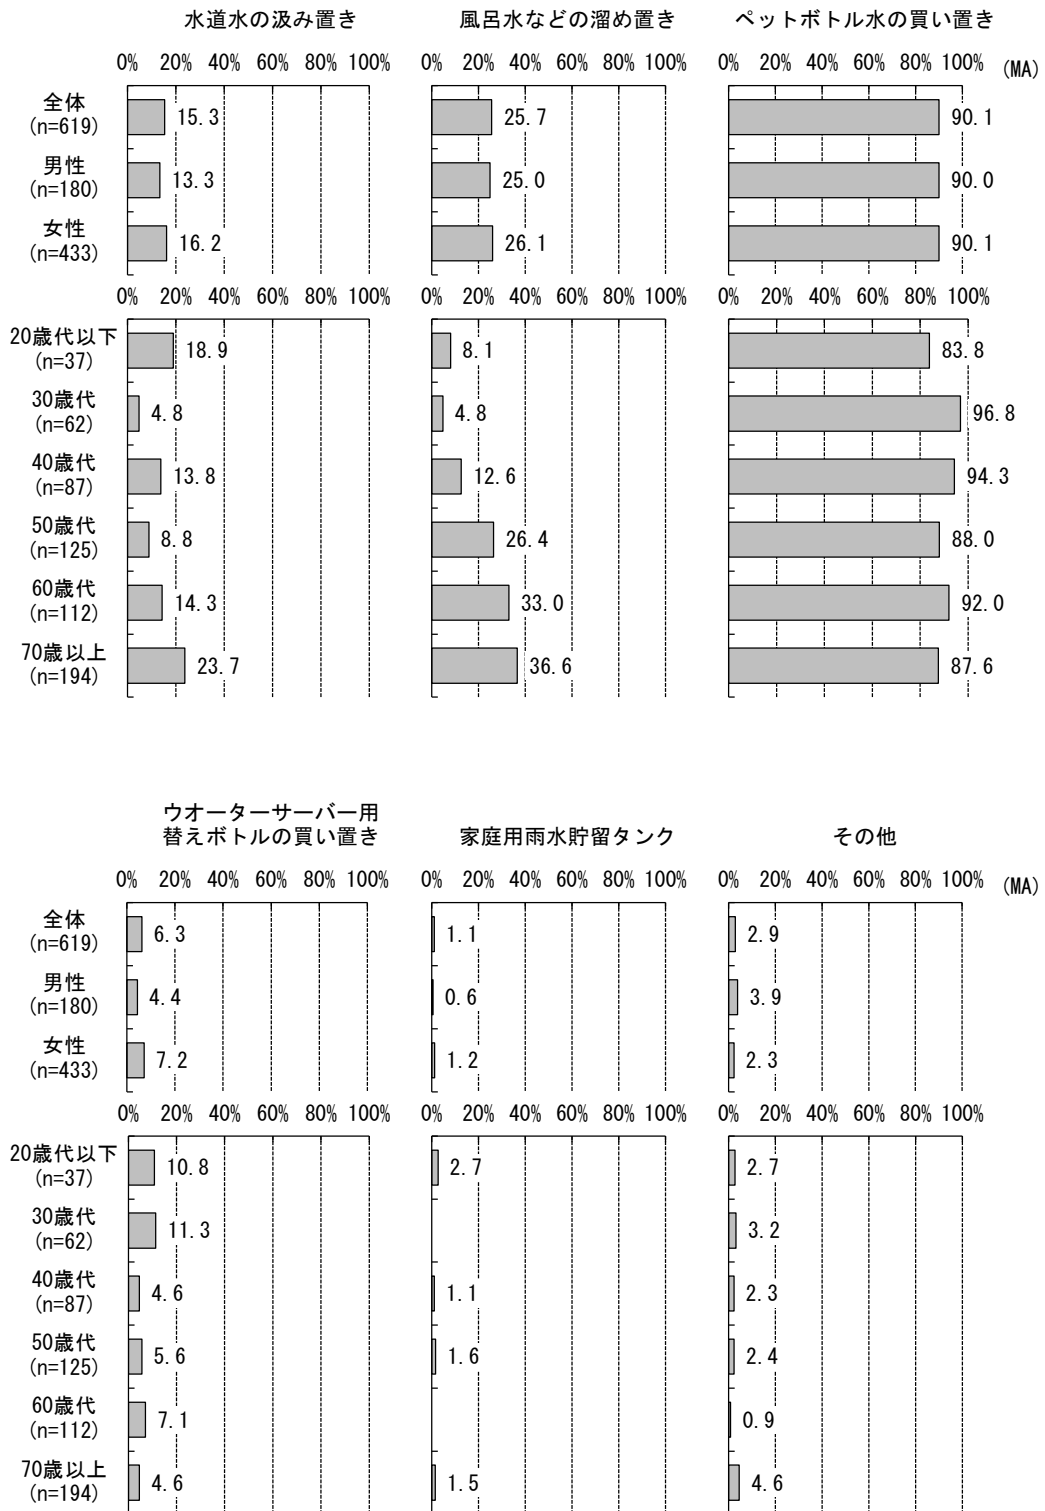 水道水の汲み置き 風呂水などの溜め置き ペットボトル水の買い置き
0% 20% 40% 60% 80% 100% 0% 20% 40% 60% 80% 100% 0% 20% 40% 60% 80% 100% (MA)
全体
(n=619) 15.3 25.7 90.1
男性
(n=180) 13.3 25.0 90.0
女性
(n=433) 16.2 26.1 90.1
0% 20% 40% 60% 80% 100% 0% 20% 40% 60% 80% 100% 0% 20% 40% 60% 80% 100%
20歳代以下
(n=37) 18.9 8.1 83.8
30歳代
(n=62) 4.8 4.8 96.8
40歳代
(n=87) 13.8 12.6 94.3
50歳代
(n=125) 8.8 26.4 88.0
60歳代
(n=112) 14.3 33.0 92.0
70歳以上
(n=194) 23.7 36.6 87.6
ウオーターサーバー用
替えボトルの買い置き 家庭用雨水貯留タンク その他
0% 20% 40% 60% 80% 100% 0% 20% 40% 60% 80% 100% 0% 20% 40% 60% 80% 100% (MA)
全体
(n=619) 6.3 1.1 2.9
男性
(n=180) 4.4 0.6 3.9
女性
(n=433) 7.2 1.2 2.3
0% 20% 40% 60% 80% 100% 0% 20% 40% 60% 80% 100% 0% 20% 40% 60% 80% 100%
20歳代以下
(n=37) 10.8 2.7 2.7
30歳代
(n=62) 11.3 3.2
40歳代
(n=87) 4.6 1.1 2.3
50歳代
(n=125) 5.6 1.6 2.4
60歳代
(n=112) 7.1 0.9
70歳以上
(n=194) 4.6 1.5 4.6